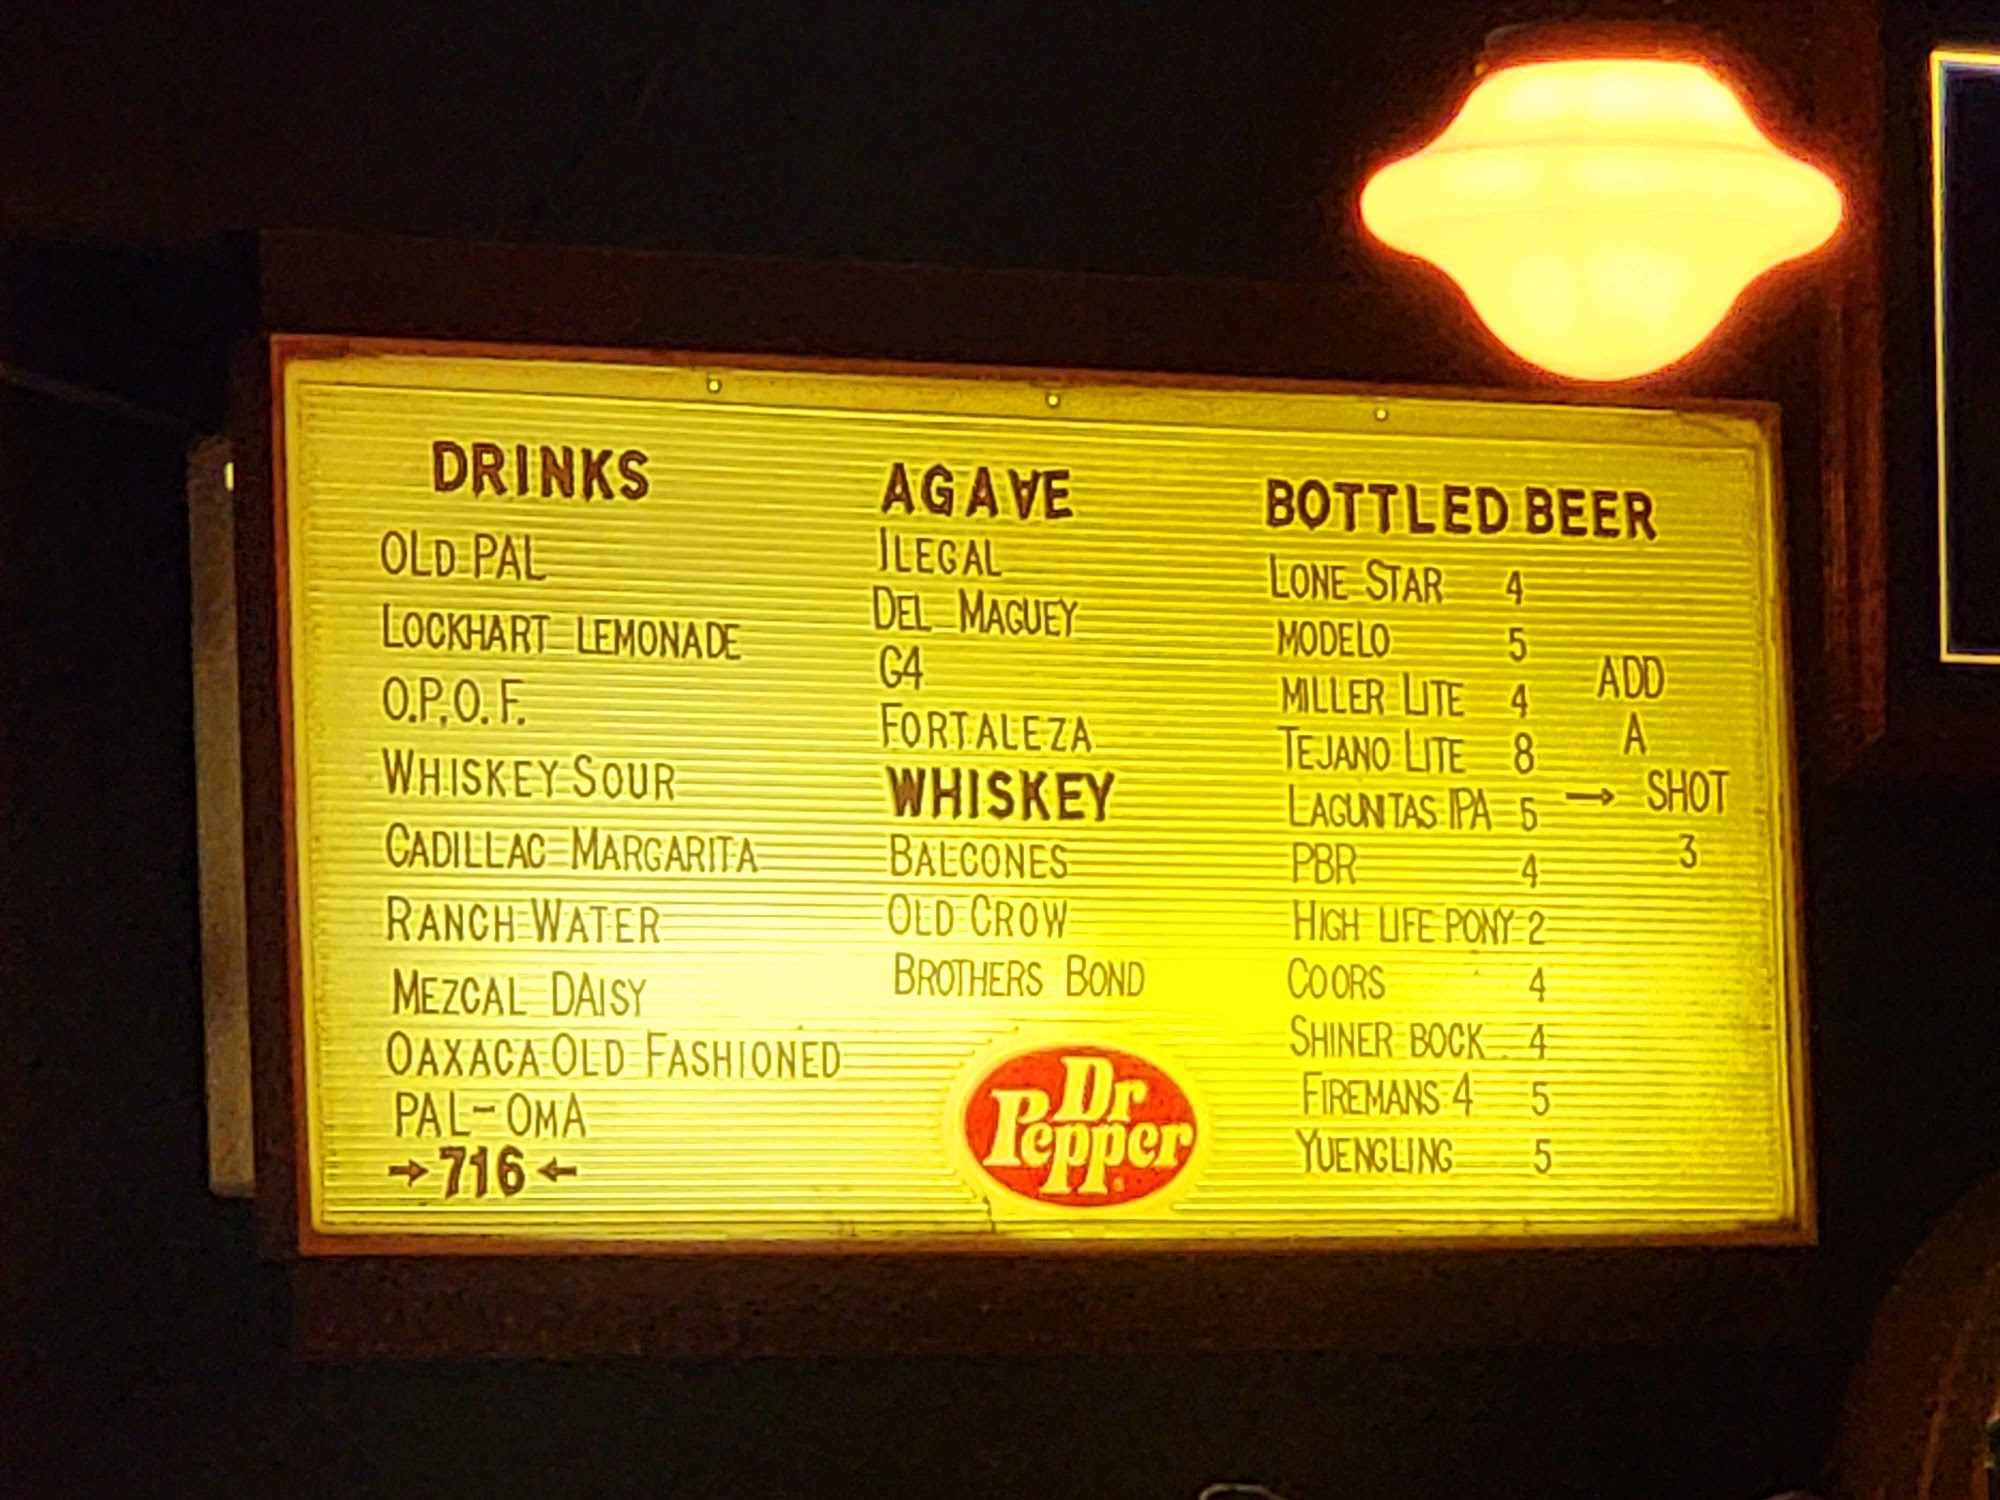 DRINKS
OLD PAL
LOCKHART LEMONADE
O.P.O.F.
WHISKEY SOUR
CADILLAC MARGARITA
RANCH WATER
MEZCAL DAISY
OAXACA OLD FASHIONED
PAL-OMA
→716←
AGAVE
ILEGAL
DEL MAGUEY
G4
FORTALEZA
WHISKEY
BALCONES
OLD CROW
BROTHERS BOND
Dr
Pepper
BOTTLED BEER
LONE STAR 4
MODELO 5
MILLER LITE 4
TEJANO LITE 8
LAGUNITAS IPA 5
PBR 4
HIGH LIFE PONY 2
COORS 4
SHINER BOCK 4
FIREMANS 4 5
YUENGLING 5
ADD
A
→ SHOT
3